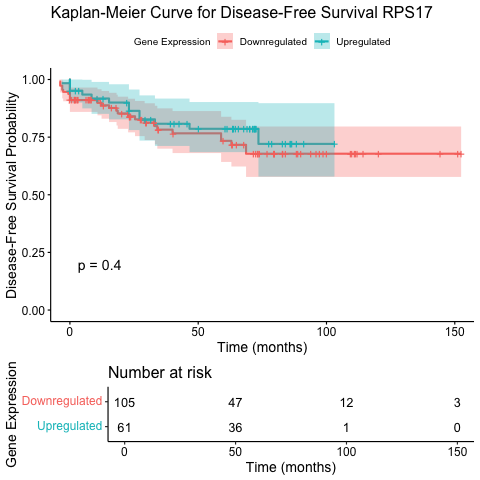 Kaplan-Meier Curve for Disease-Free Survival RPS17
Gene Expression Downregulated Upregulated
Disease-Free Survival Probability
1.00
0.75
0.50
0.25
0.00
p = 0.4
0 50 100 150
Time (months)
Number at risk
Gene Expression
Downregulated 105 47 12 3
Upregulated 61 36 1 0
0 50 100 150
Time (months)